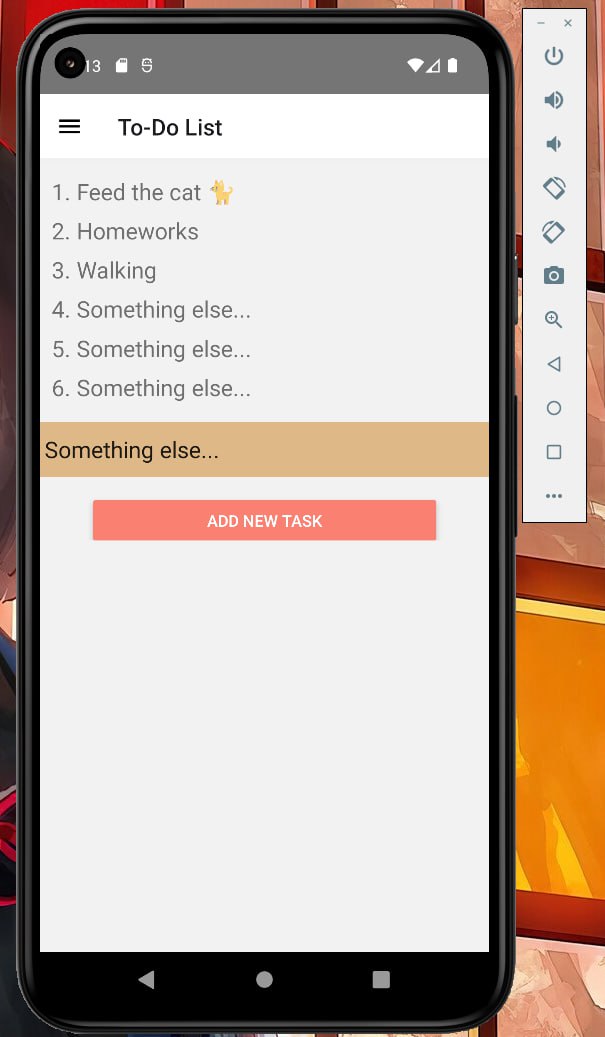 13
To-Do List
1. Feed the cat 🐈
2. Homeworks
3. Walking
4. Something else...
5. Something else...
6. Something else...
Something else...
ADD NEW TASK